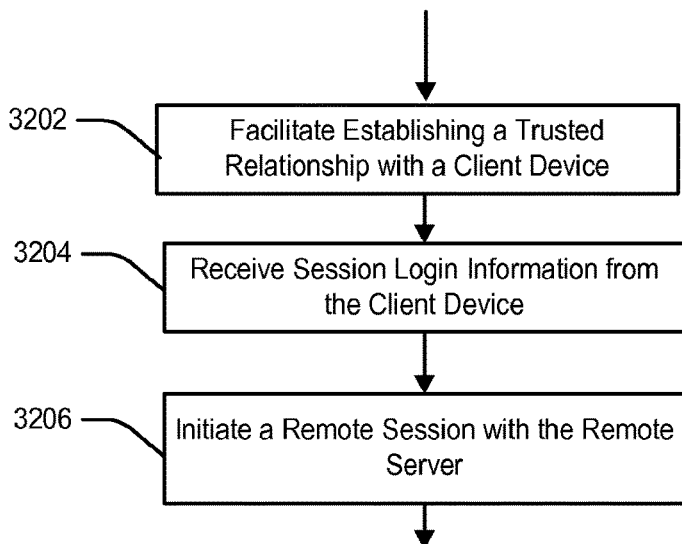 3202
Facilitate Establishing a Trusted
Relationship with a Client Device
3204
Receive Session Login Information from
the Client Device
3206
Initiate a Remote Session with the Remote
Server